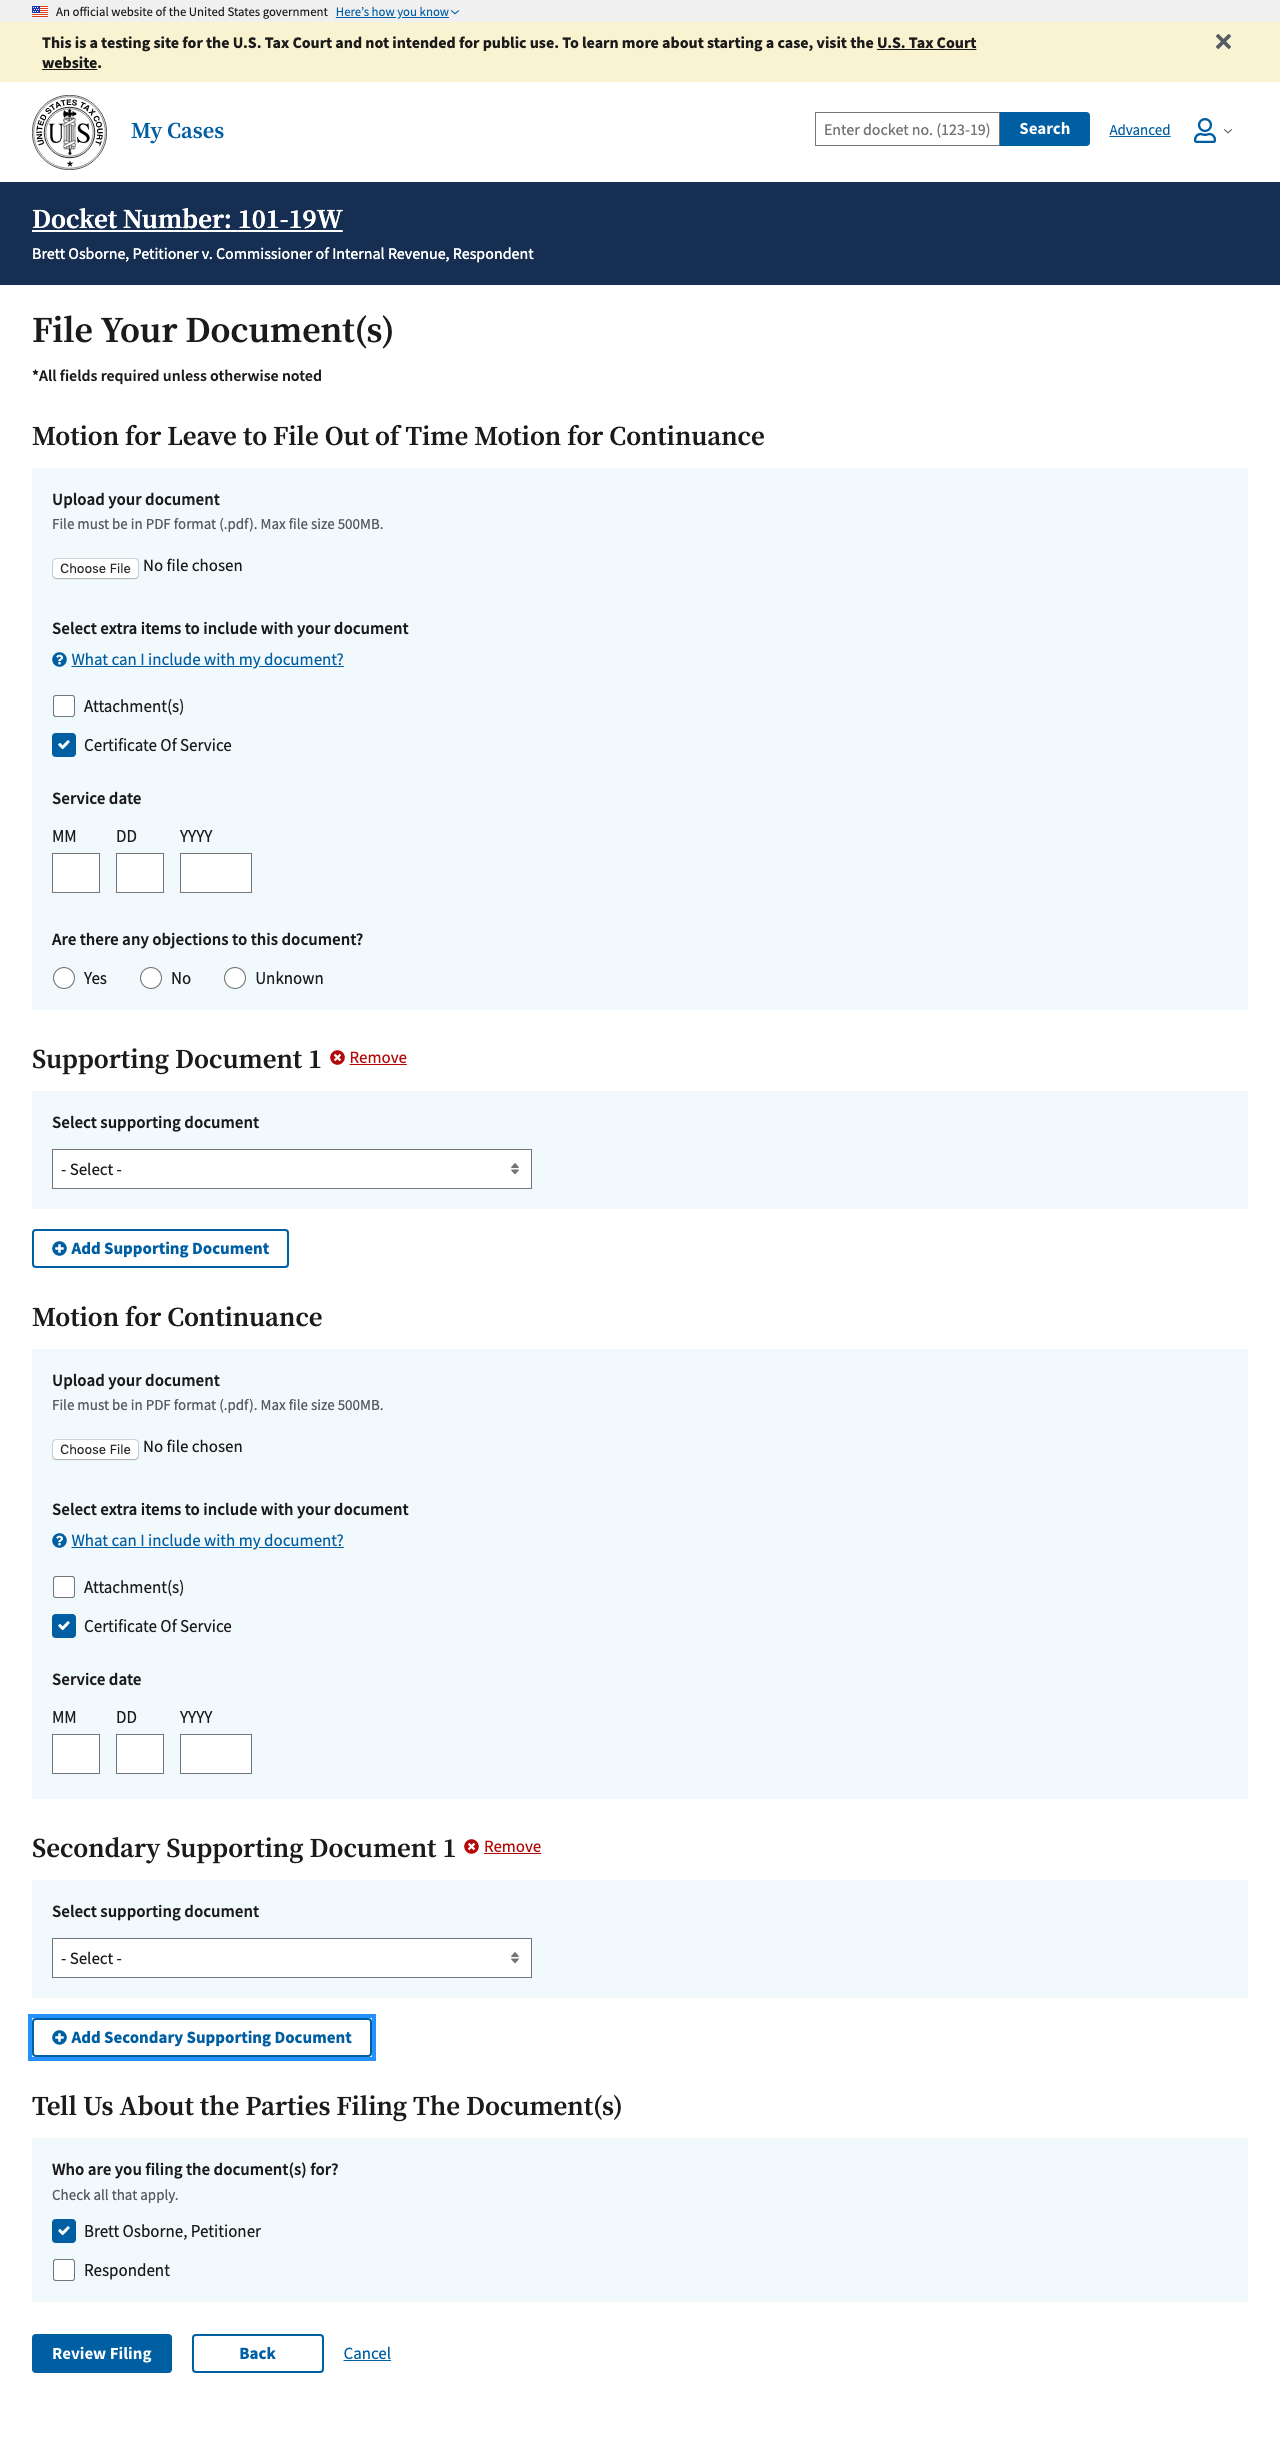 An official website of the United States government Here's how you know
This is a testing site for the U.S. Tax Court and not intended for public use. To learn more about starting a case, visit the U.S. Tax Court
website.
UNITED STATES TAX COURT
US
My Cases
Enter docket no. (123-19)
Search
Advanced
Docket Number: 101-19W
Brett Osborne, Petitioner v. Commissioner of Internal Revenue, Respondent
File Your Document(s)
*All fields required unless otherwise noted
Motion for Leave to File Out of Time Motion for Continuance
Upload your document
File must be in PDF format (.pdf). Max file size 500MB.
Choose File No file chosen
Select extra items to include with your document
What can I include with my document?
Attachment(s)
Certificate Of Service
Service date
MM DD YYYY
Are there any objections to this document?
Yes No Unknown
Supporting Document 1 Remove
Select supporting document
- Select -
Add Supporting Document
Motion for Continuance
Upload your document
File must be in PDF format (.pdf). Max file size 500MB.
Choose File No file chosen
Select extra items to include with your document
What can I include with my document?
Attachment(s)
Certificate Of Service
Service date
MM DD YYYY
Secondary Supporting Document 1 Remove
Select supporting document
- Select -
Add Secondary Supporting Document
Tell Us About the Parties Filing The Document(s)
Who are you filing the document(s) for?
Check all that apply.
Brett Osborne, Petitioner
Respondent
Review Filing Back Cancel